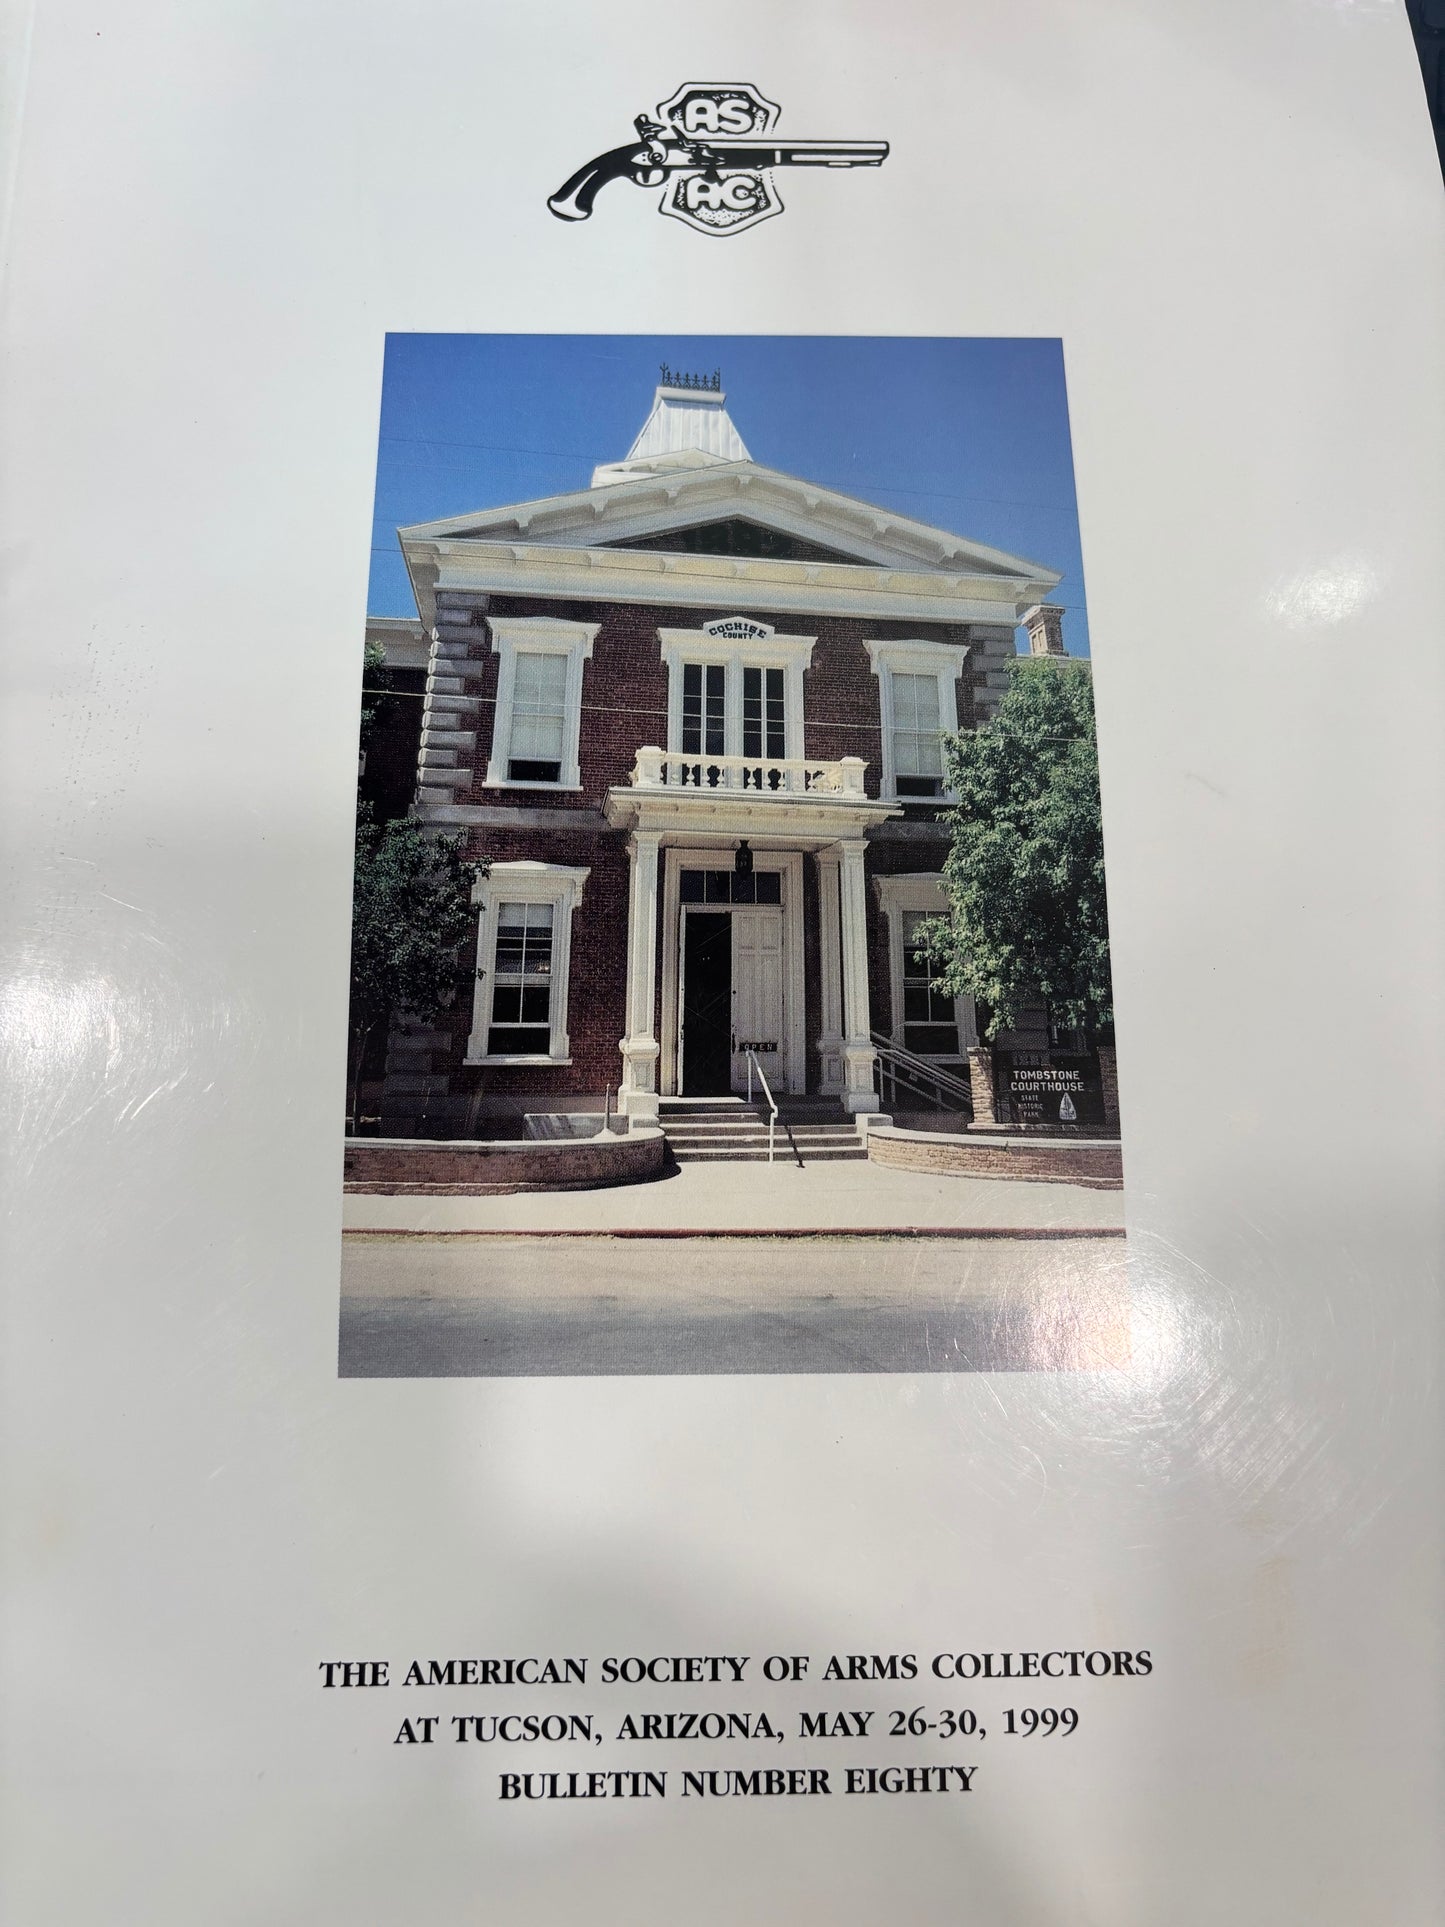 AS
AC
COCHISE
COUNTY
OPEN
TOMBSTONE
COURTHOUSE
STATE
HISTORIC
PARK
THE AMERICAN SOCIETY OF ARMS COLLECTORS
AT TUCSON, ARIZONA, MAY 26-30, 1999
BULLETIN NUMBER EIGHTY